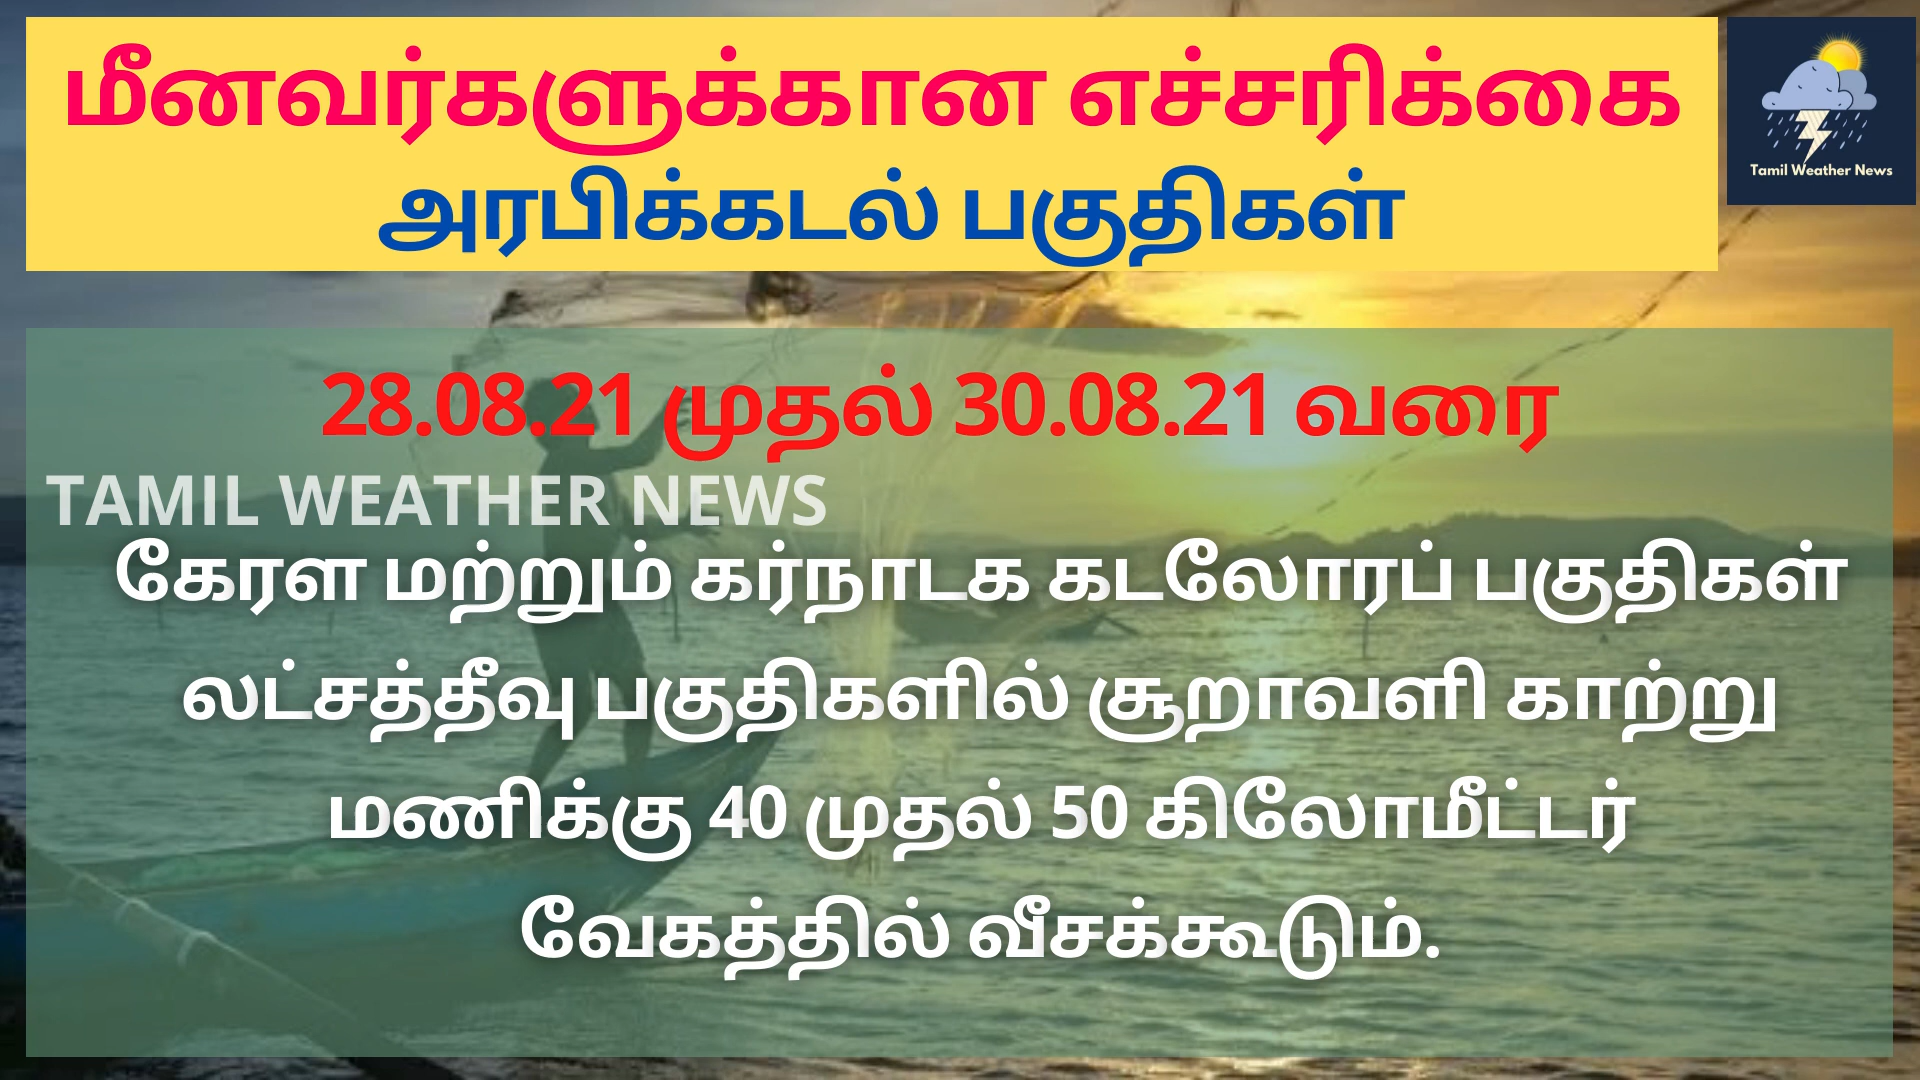 மீனவர்களுக்கான எச்சரிக்கை
அரபிக்கடல் பகுதிகள்
Tamil Weather News
28.08.21 முதல் 30.08.21 வரை
TAMIL WEATHER NEWS
கேரள மற்றும் கர்நாடக கடலோரப் பகுதிகள்
லட்சத்தீவு பகுதிகளில் சூறாவளி காற்று
மணிக்கு 40 முதல் 50 கிலோமீட்டர்
வேகத்தில் வீசக்கூடும்.